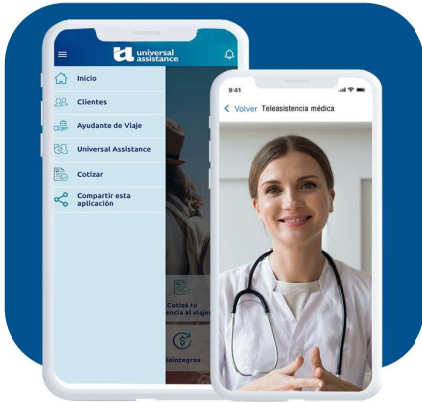 universal
assistance
Inicio
Clientes
Ayudante de Viaje
Universal Assistance
Cotizar
Compartir esta
aplicación
Cotizá tu
encia al viaje
Reintegros
9:41
Volver Teleasistencia médica